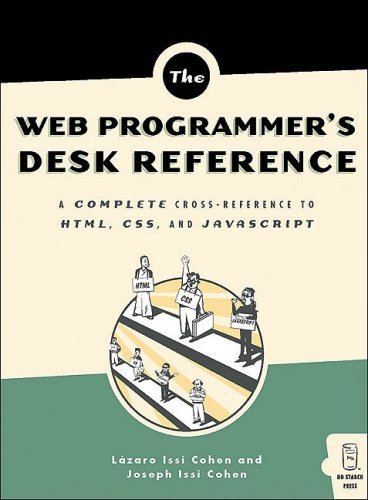 The
WEB PROGRAMMER'S
DESK REFERENCE
A COMPLETE CROSS-REFERENCE TO
HTML, CSS, AND JAVASCRIPT
HTML
CSS
JAVASCRIPT
Lázaro Issi Cohen and
Joseph Issi Cohen
NO STARCH
PRESS